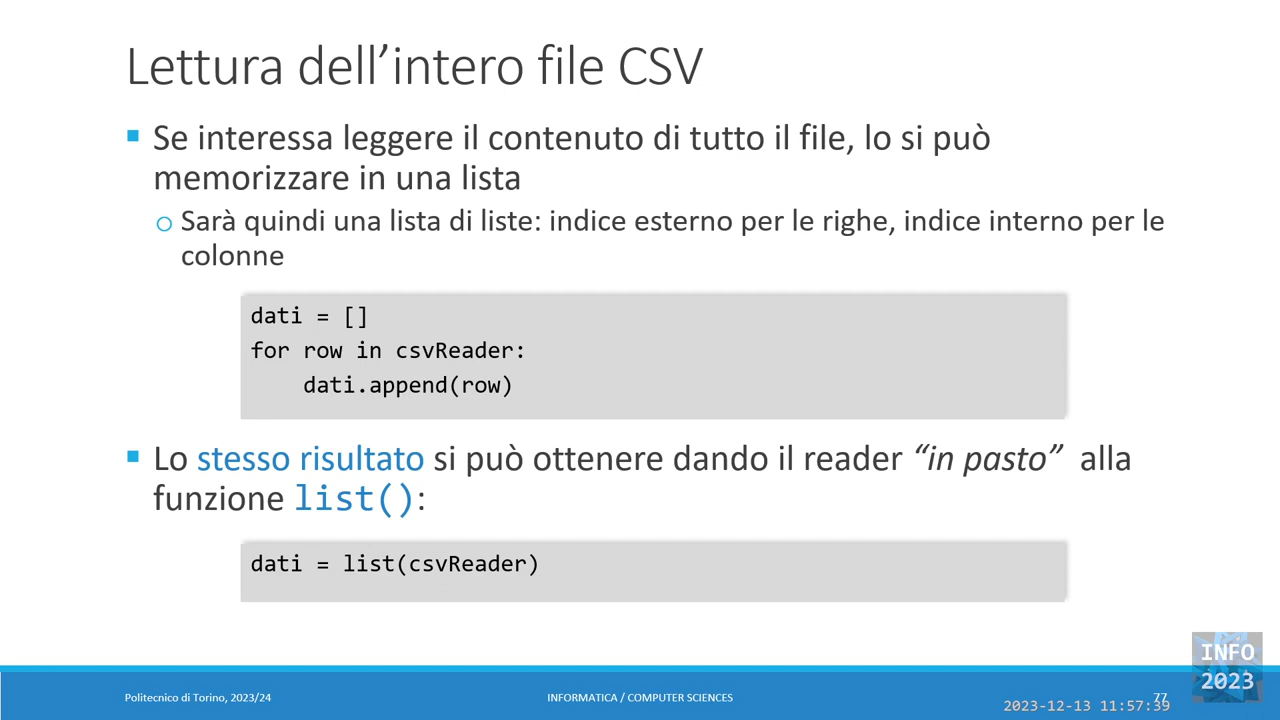 Lettura dell’intero file CSV
▪ Se interessa leggere il contenuto di tutto il file, lo si può
memorizzare in una lista
o Sarà quindi una lista di liste: indice esterno per le righe, indice interno per le
colonne
dati = []
for row in csvReader:
    dati.append(row)
▪ Lo stesso risultato si può ottenere dando il reader “in pasto” alla
funzione list():
dati = list(csvReader)
INFO
2023
Politecnico di Torino, 2023/24
INFORMATICA / COMPUTER SCIENCES
77
2023-12-13 11:57:39